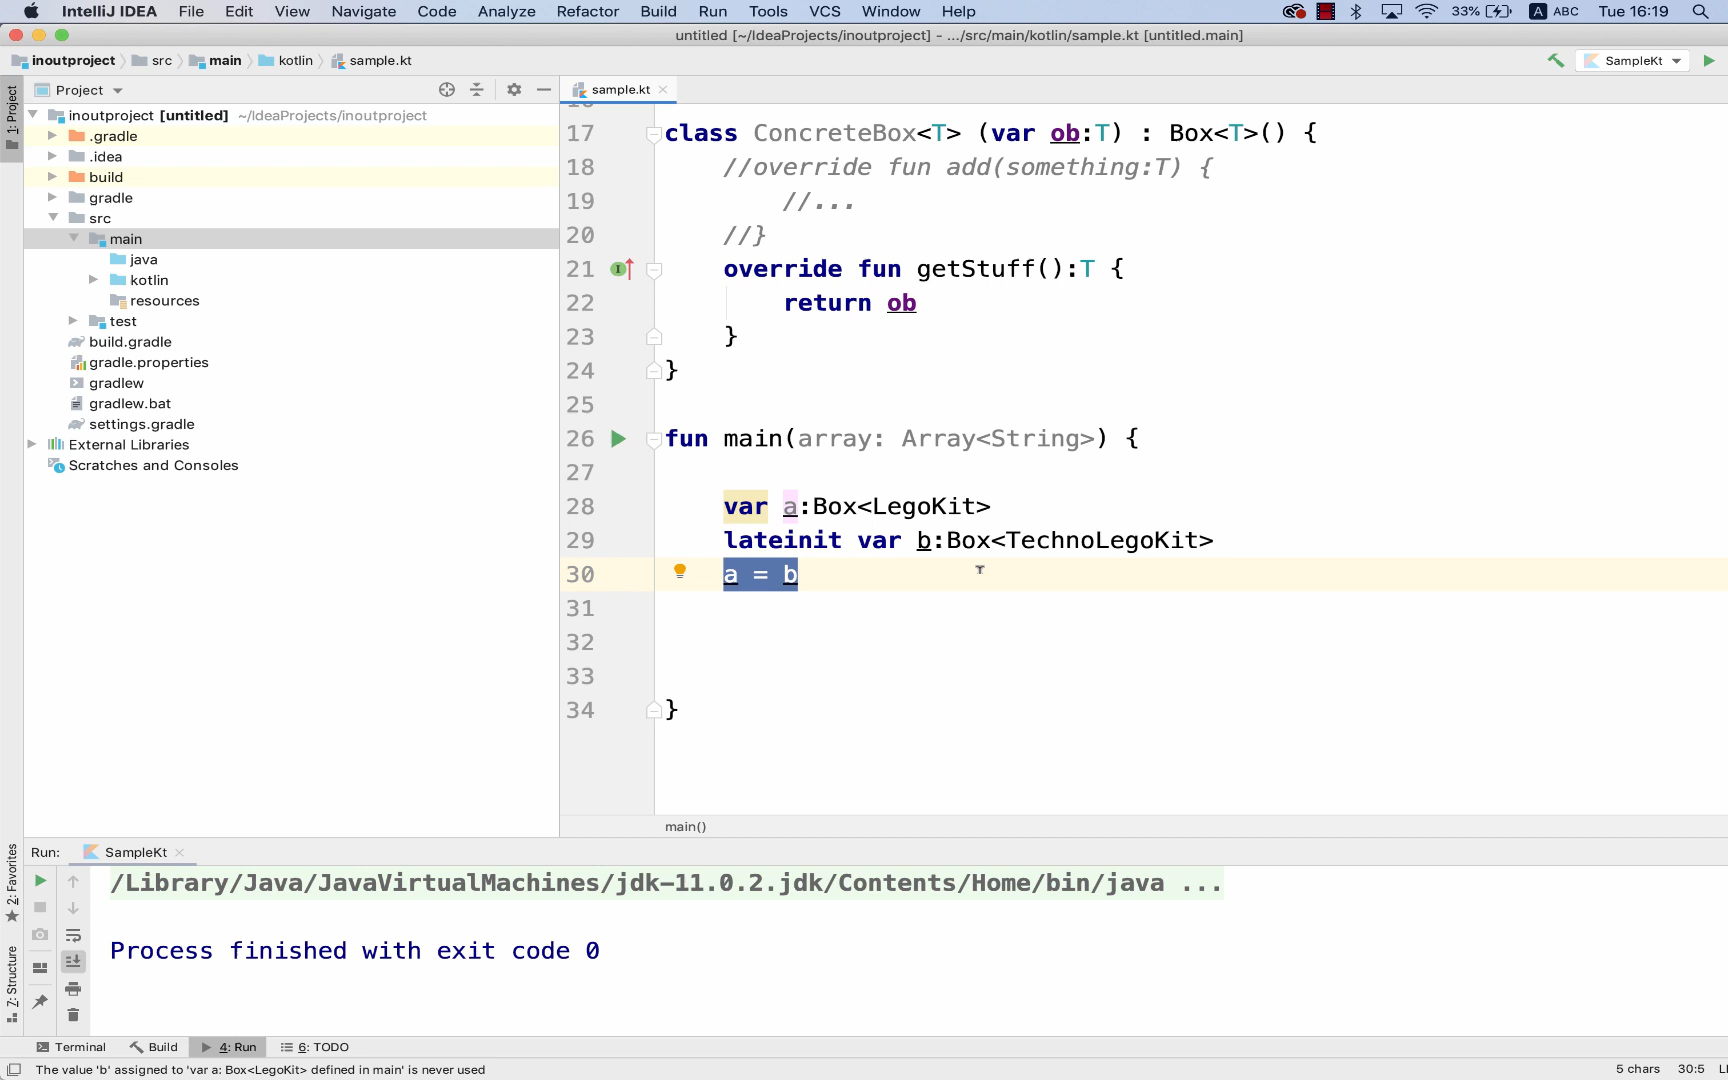 IntelliJ IDEA File Edit View Navigate Code Analyze Refactor Build Run Tools VCS Window Help 33% A ABC Tue 16:19
untitled [~/IdeaProjects/inoutproject] - .../src/main/kotlin/sample.kt [untitled.main]
inoutproject src main kotlin sample.kt SampleKt
1: Project
Project
sample.kt
inoutproject [untitled] ~/IdeaProjects/inoutproject
.gradle
.idea
build
gradle
src
main
java
kotlin
resources
test
build.gradle
gradle.properties
gradlew
gradlew.bat
settings.gradle
External Libraries
Scratches and Consoles
17 class ConcreteBox<T> (var ob:T) : Box<T>() {
18 //override fun add(something:T) {
19 //...
20 //}
21 override fun getStuff():T {
22 return ob
23 }
24 }
25
26 fun main(array: Array<String>) {
27
28 var a:Box<LegoKit>
29 lateinit var b:Box<TechnoLegoKit>
30 a = b
31
32
33
34 }
main()
Run: SampleKt
2: Favorites
7: Structure
/Library/Java/JavaVirtualMachines/jdk-11.0.2.jdk/Contents/Home/bin/java ...
Process finished with exit code 0
Terminal Build 4: Run 6: TODO
The value 'b' assigned to 'var a: Box<LegoKit> defined in main' is never used 5 chars 30:5